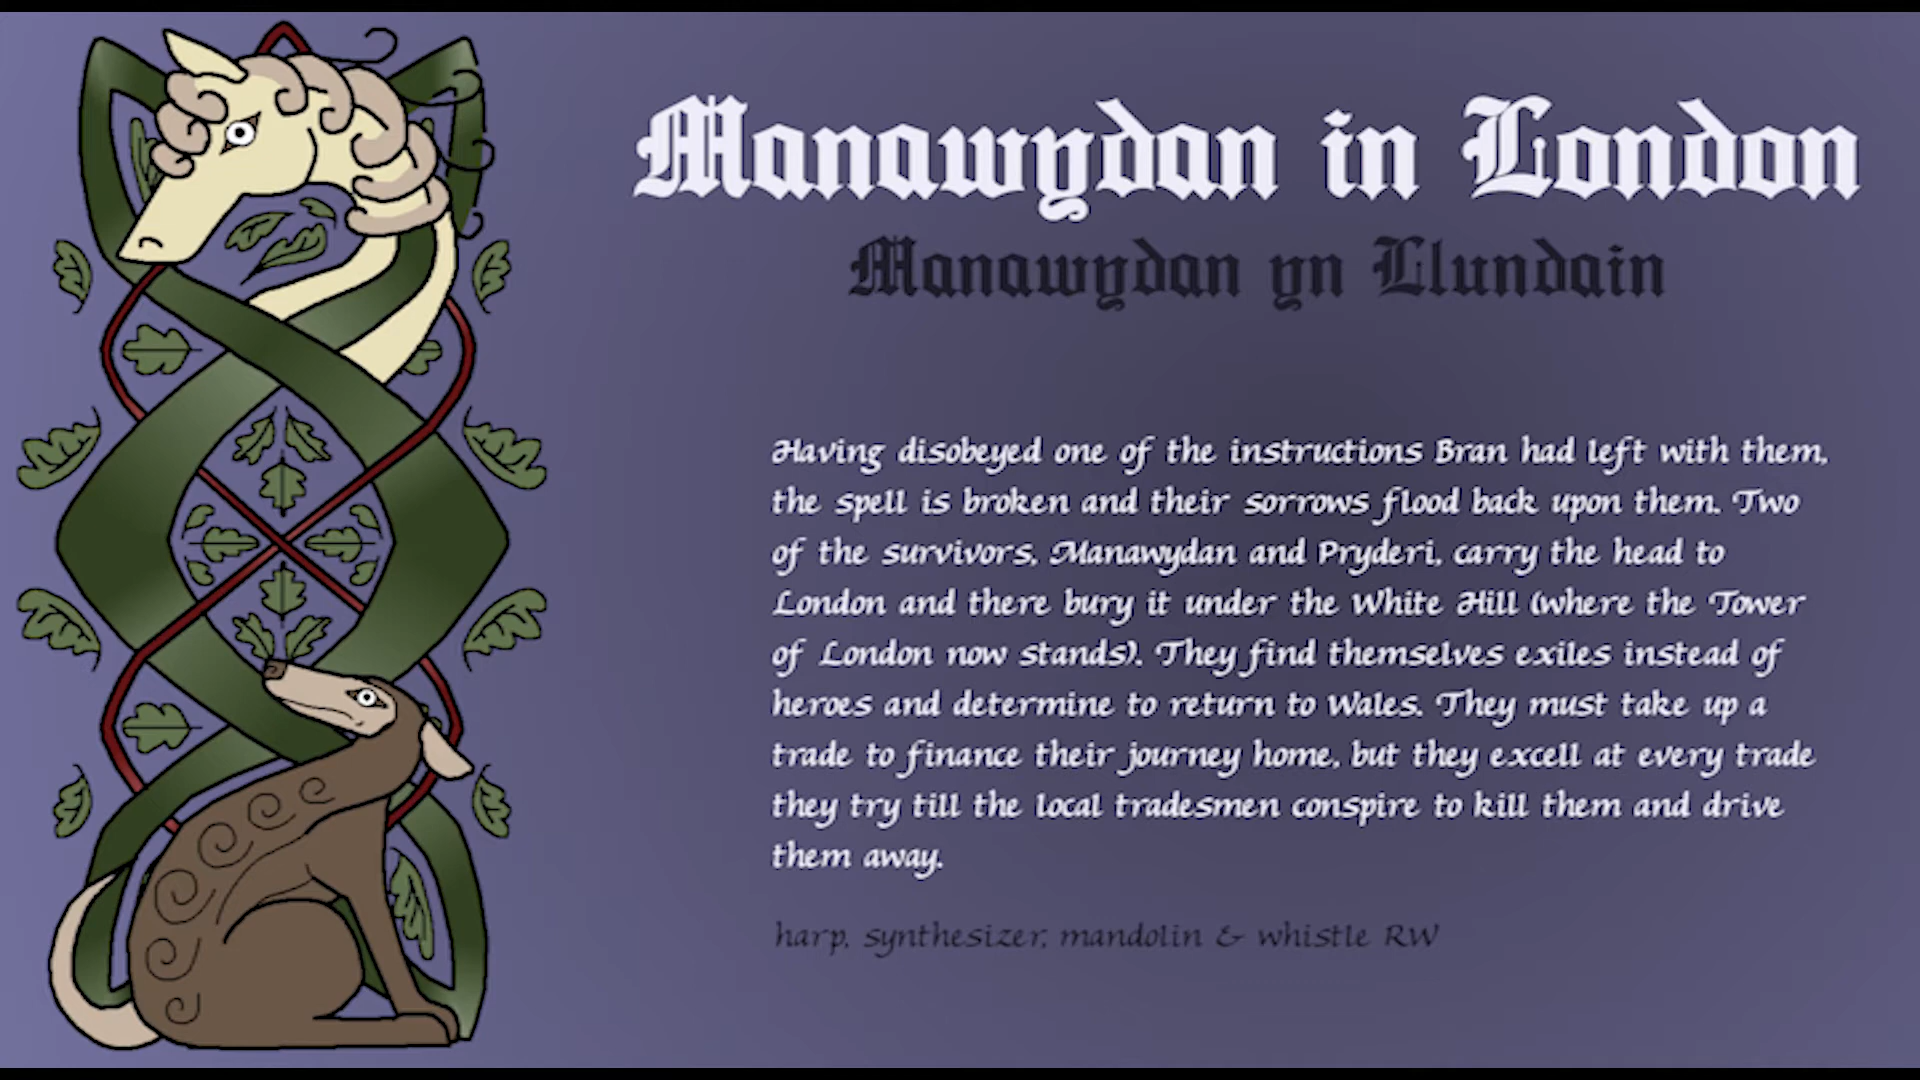 Manawydan in London
Manawydan yn Llundain
Having disobeyed one of the instructions Bran had left with them,
the spell is broken and their sorrows flood back upon them. Two
of the survivors, Manawydan and Pryderi, carry the head to
London and there bury it under the White Hill (where the Tower
of London now stands). They find themselves exiles instead of
heroes and determine to return to Wales. They must take up a
trade to finance their journey home, but they excell at every trade
they try till the local tradesmen conspire to kill them and drive
them away.
harp, synthesizer, mandolin & whistle RW